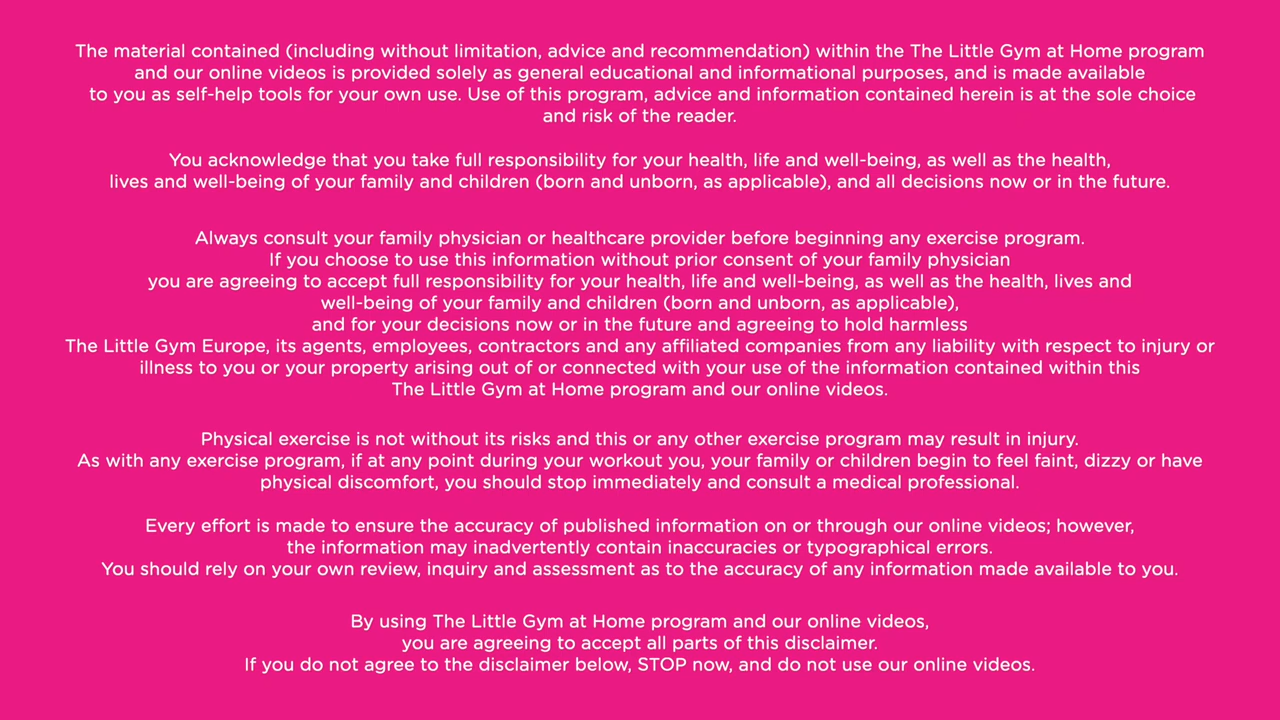 The material contained (including without limitation, advice and recommendation) within the The Little Gym at Home program
and our online videos is provided solely as general educational and informational purposes, and is made available
to you as self-help tools for your own use. Use of this program, advice and information contained herein is at the sole choice
and risk of the reader.
You acknowledge that you take full responsibility for your health, life and well-being, as well as the health,
lives and well-being of your family and children (born and unborn, as applicable), and all decisions now or in the future.
Always consult your family physician or healthcare provider before beginning any exercise program.
If you choose to use this information without prior consent of your family physician
you are agreeing to accept full responsibility for your health, life and well-being, as well as the health, lives and
well-being of your family and children (born and unborn, as applicable),
and for your decisions now or in the future and agreeing to hold harmless
The Little Gym Europe, its agents, employees, contractors and any affiliated companies from any liability with respect to injury or
illness to you or your property arising out of or connected with your use of the information contained within this
The Little Gym at Home program and our online videos.
Physical exercise is not without its risks and this or any other exercise program may result in injury.
As with any exercise program, if at any point during your workout you, your family or children begin to feel faint, dizzy or have
physical discomfort, you should stop immediately and consult a medical professional.
Every effort is made to ensure the accuracy of published information on or through our online videos; however,
the information may inadvertently contain inaccuracies or typographical errors.
You should rely on your own review, inquiry and assessment as to the accuracy of any information made available to you.
By using The Little Gym at Home program and our online videos,
you are agreeing to accept all parts of this disclaimer.
If you do not agree to the disclaimer below, STOP now, and do not use our online videos.